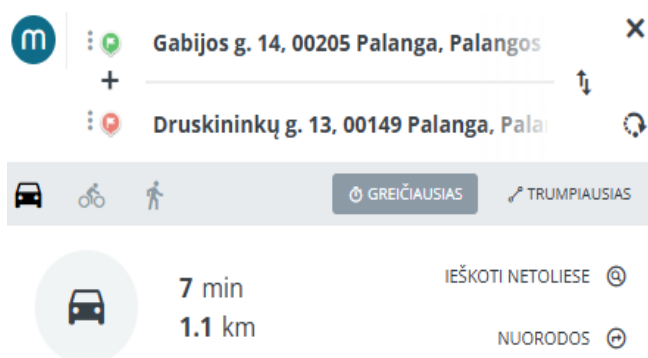 m
Gabijos g. 14, 00205 Palanga, Palangos
Druskininkų g. 13, 00149 Palanga,
GREIČIAUSIAS
TRUMPIAUSIAS
7 min
1.1 km
IEŠKOTI NETOLIESE
NUORODOS